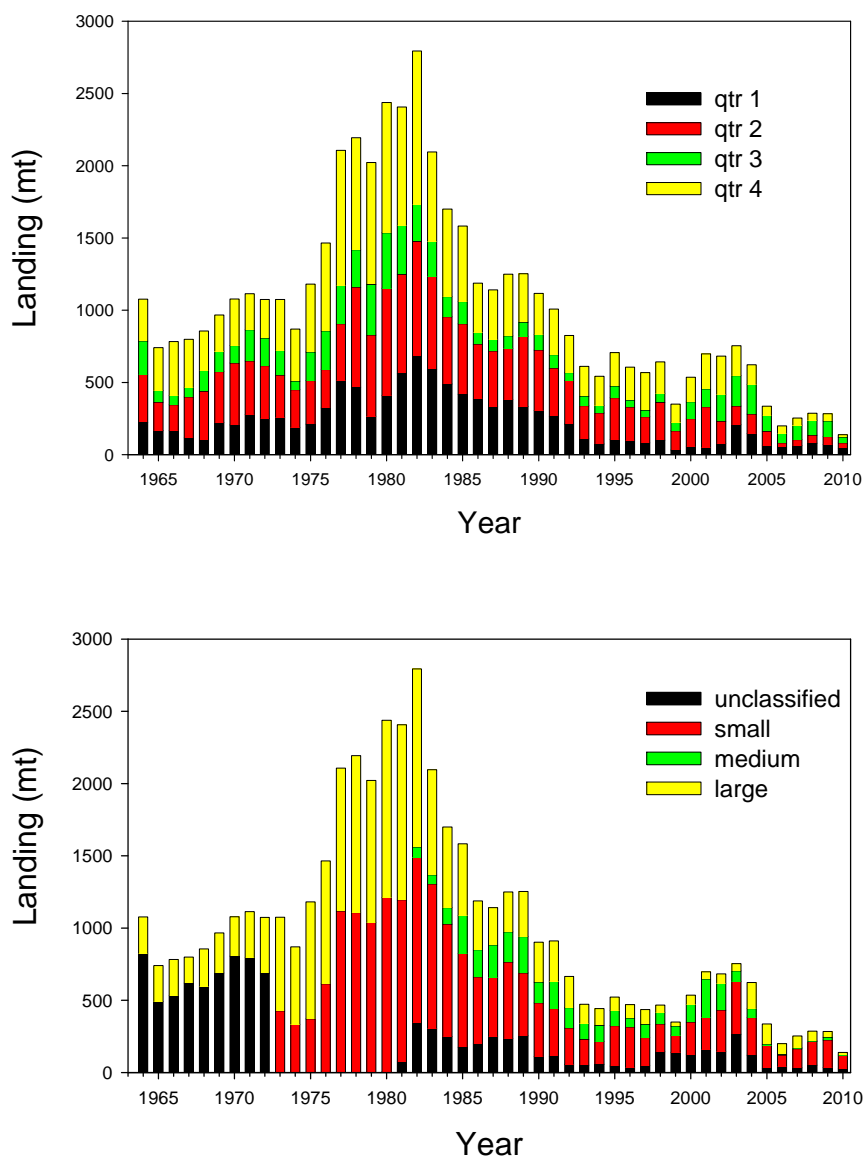 3000
2500
2000
1500
1000
500
0
Landing (mt)
qtr 1
qtr 2
qtr 3
qtr 4
1965 1970 1975 1980 1985 1990 1995 2000 2005 2010
Year
3000
2500
2000
1500
1000
500
0
Landing (mt)
unclassified
small
medium
large
1965 1970 1975 1980 1985 1990 1995 2000 2005 2010
Year